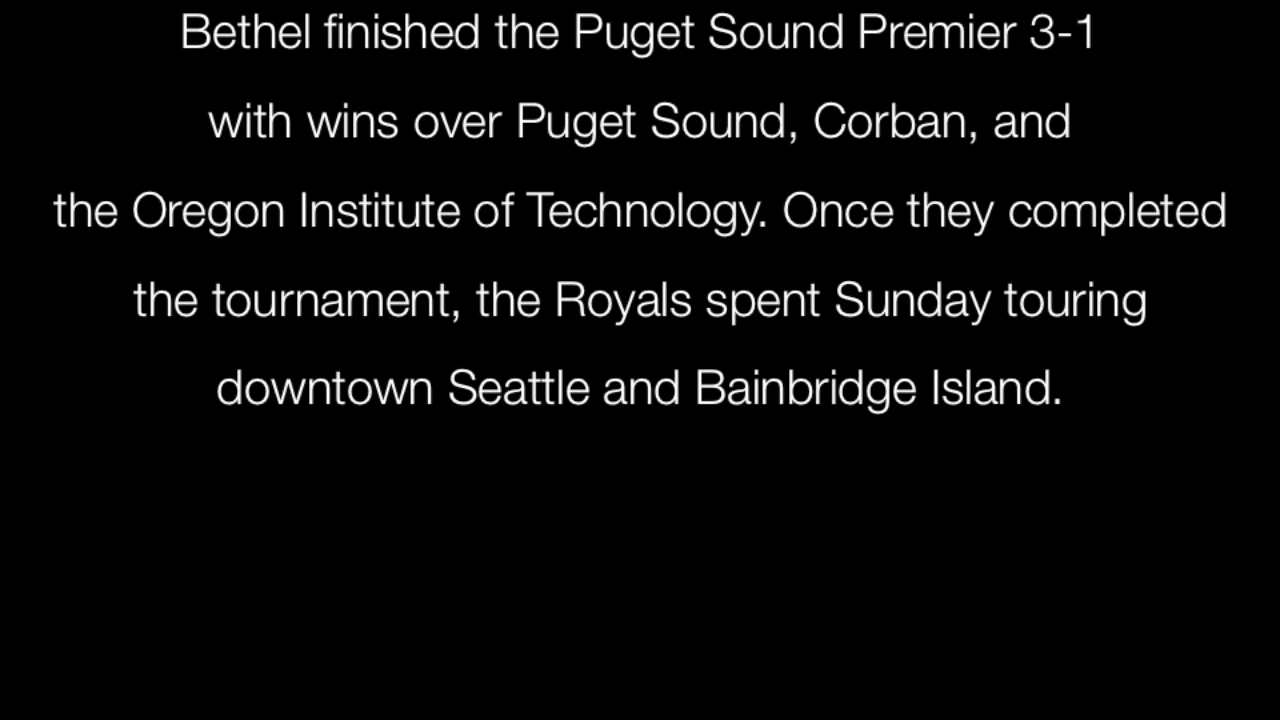 Bethel finished the Puget Sound Premier 3-1
with wins over Puget Sound, Corban, and
the Oregon Institute of Technology. Once they completed
the tournament, the Royals spent Sunday touring
downtown Seattle and Bainbridge Island.